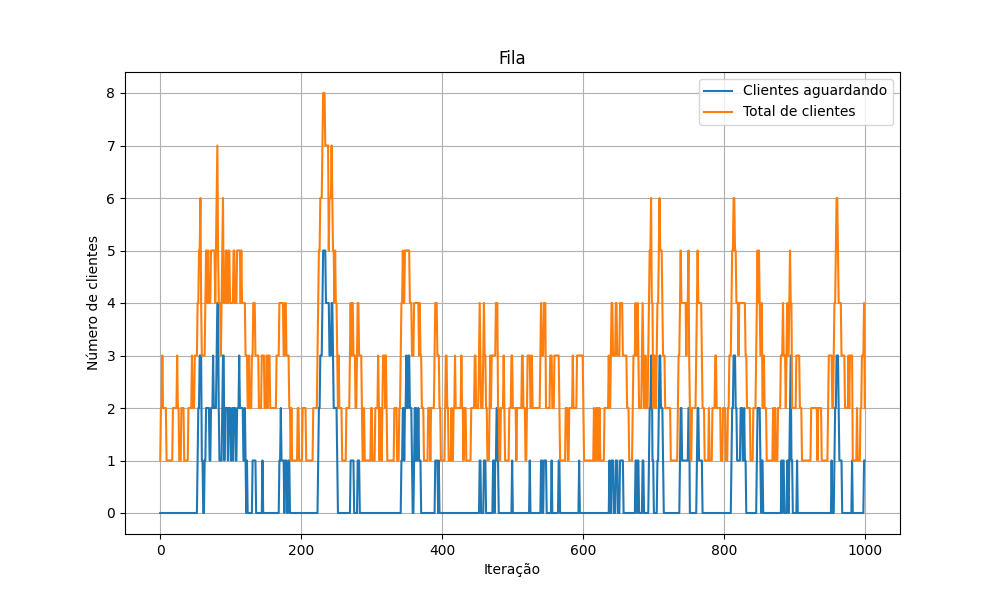 Fila
Clientes aguardando
Total de clientes
8
7
6
5
4
3
2
1
0
Número de clientes
0 200 400 600 800 1000
Iteração